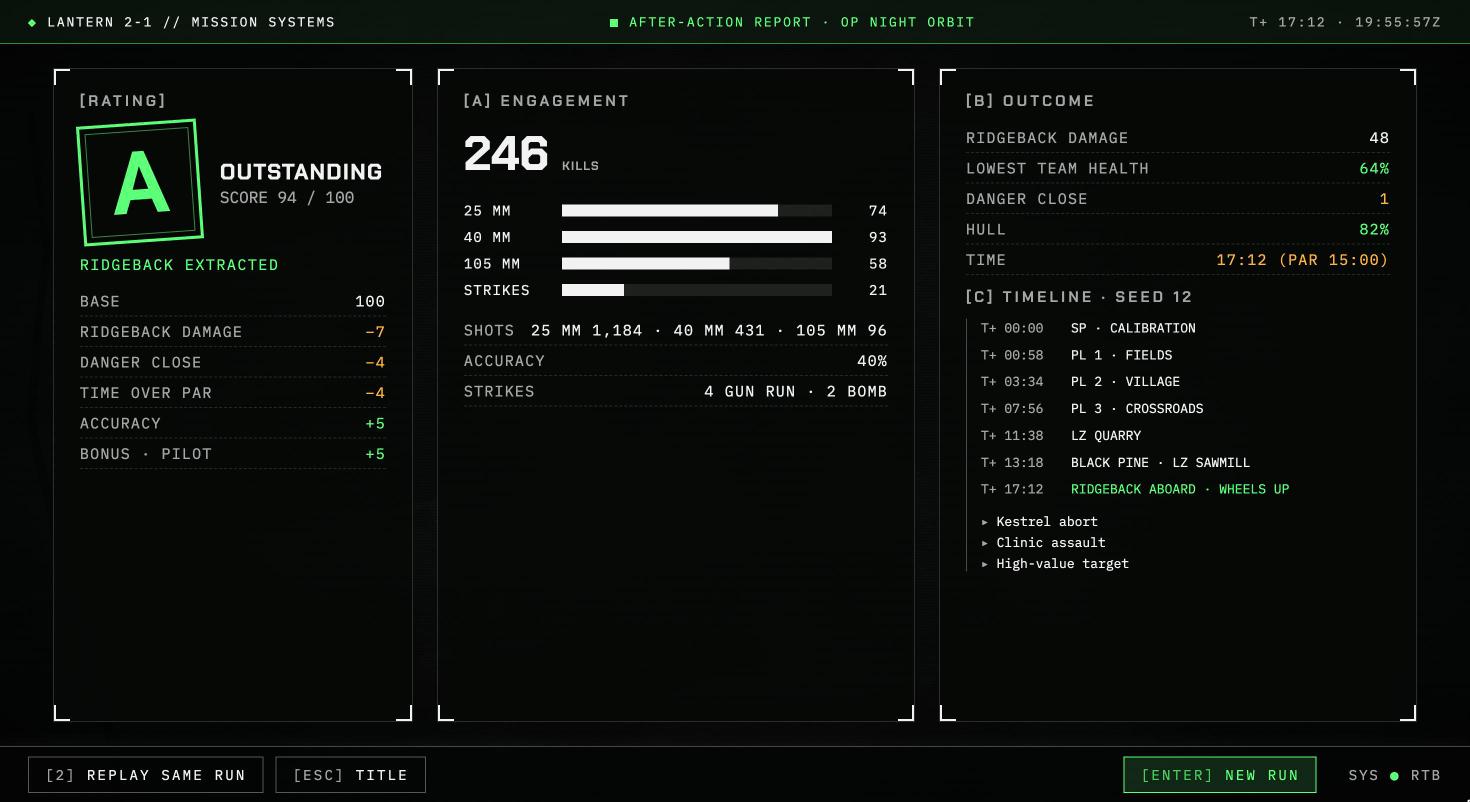 ◆ LANTERN 2-1 // MISSION SYSTEMS
■ AFTER-ACTION REPORT · OP NIGHT ORBIT
T+ 17:12 · 19:55:57Z
[RATING]
A
OUTSTANDING
SCORE 94 / 100
RIDGEBACK EXTRACTED
BASE 100
RIDGEBACK DAMAGE −7
DANGER CLOSE −4
TIME OVER PAR −4
ACCURACY +5
BONUS · PILOT +5
[A] ENGAGEMENT
246 KILLS
25 MM 74
40 MM 93
105 MM 58
STRIKES 21
SHOTS 25 MM 1,184 · 40 MM 431 · 105 MM 96
ACCURACY 40%
STRIKES 4 GUN RUN · 2 BOMB
[B] OUTCOME
RIDGEBACK DAMAGE 48
LOWEST TEAM HEALTH 64%
DANGER CLOSE 1
HULL 82%
TIME 17:12 (PAR 15:00)
[C] TIMELINE · SEED 12
T+ 00:00 SP · CALIBRATION
T+ 00:58 PL 1 · FIELDS
T+ 03:34 PL 2 · VILLAGE
T+ 07:56 PL 3 · CROSSROADS
T+ 11:38 LZ QUARRY
T+ 13:18 BLACK PINE · LZ SAWMILL
T+ 17:12 RIDGEBACK ABOARD · WHEELS UP
▸ Kestrel abort
▸ Clinic assault
▸ High-value target
[2] REPLAY SAME RUN
[ESC] TITLE
[ENTER] NEW RUN
SYS ● RTB